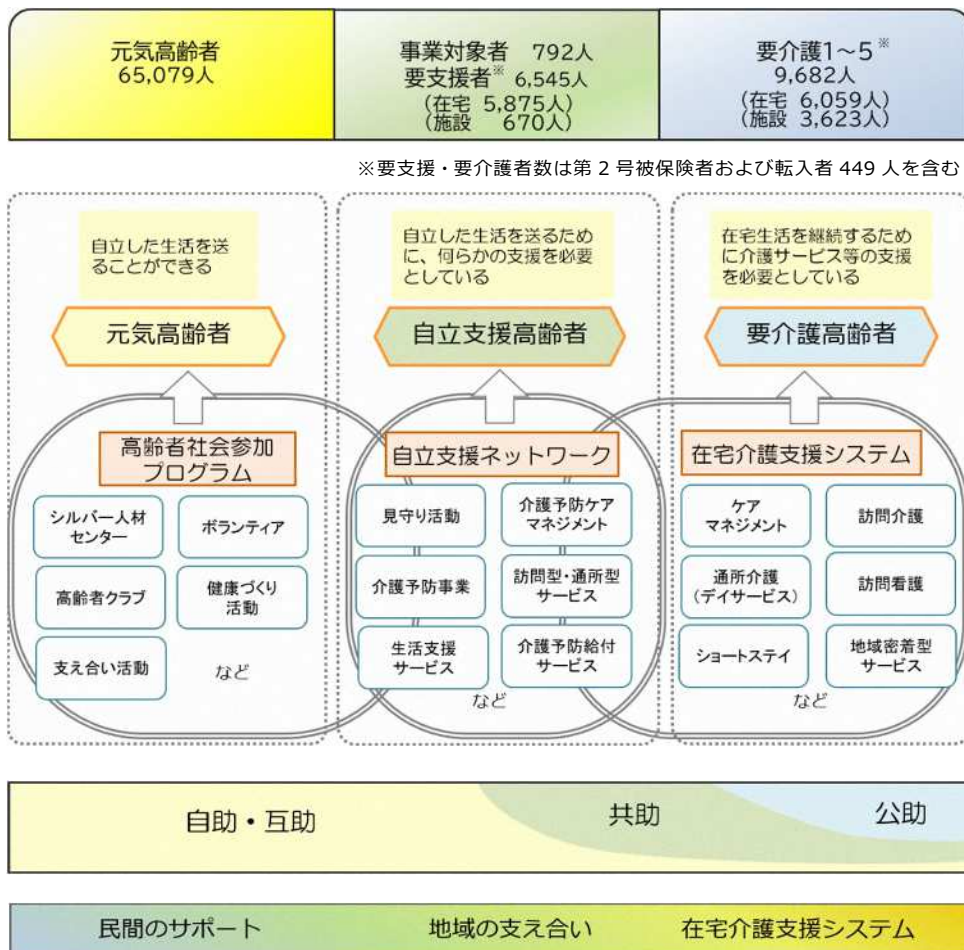 元気高齢者
65,079人
事業対象者 792人
要支援者※ 6,545人
(在宅 5,875人)
(施設 670人)
要介護1～5※
9,682人
(在宅 6,059人)
(施設 3,623人)
※要支援・要介護者数は第 2 号被保険者および転入者 449 人を含む
自立した生活を送
ることができる
元気高齢者
高齢者社会参加
プログラム
シルバー人材
センター
ボランティア
高齢者クラブ
健康づくり
活動
支え合い活動
など
自立した生活を送るため
に、何らかの支援を必要
としている
自立支援高齢者
自立支援ネットワーク
見守り活動
介護予防ケア
マネジメント
介護予防事業
訪問型・通所型
サービス
生活支援
サービス
介護予防給付
サービス
など
在宅生活を継続するため
に介護サービス等の支援
を必要としている
要介護高齢者
在宅介護支援システム
ケア
マネジメント
訪問介護
通所介護
(デイサービス)
訪問看護
ショートステイ
地域密着型
サービス
など
自助・互助
共助
公助
民間のサポート
地域の支え合い
在宅介護支援システム